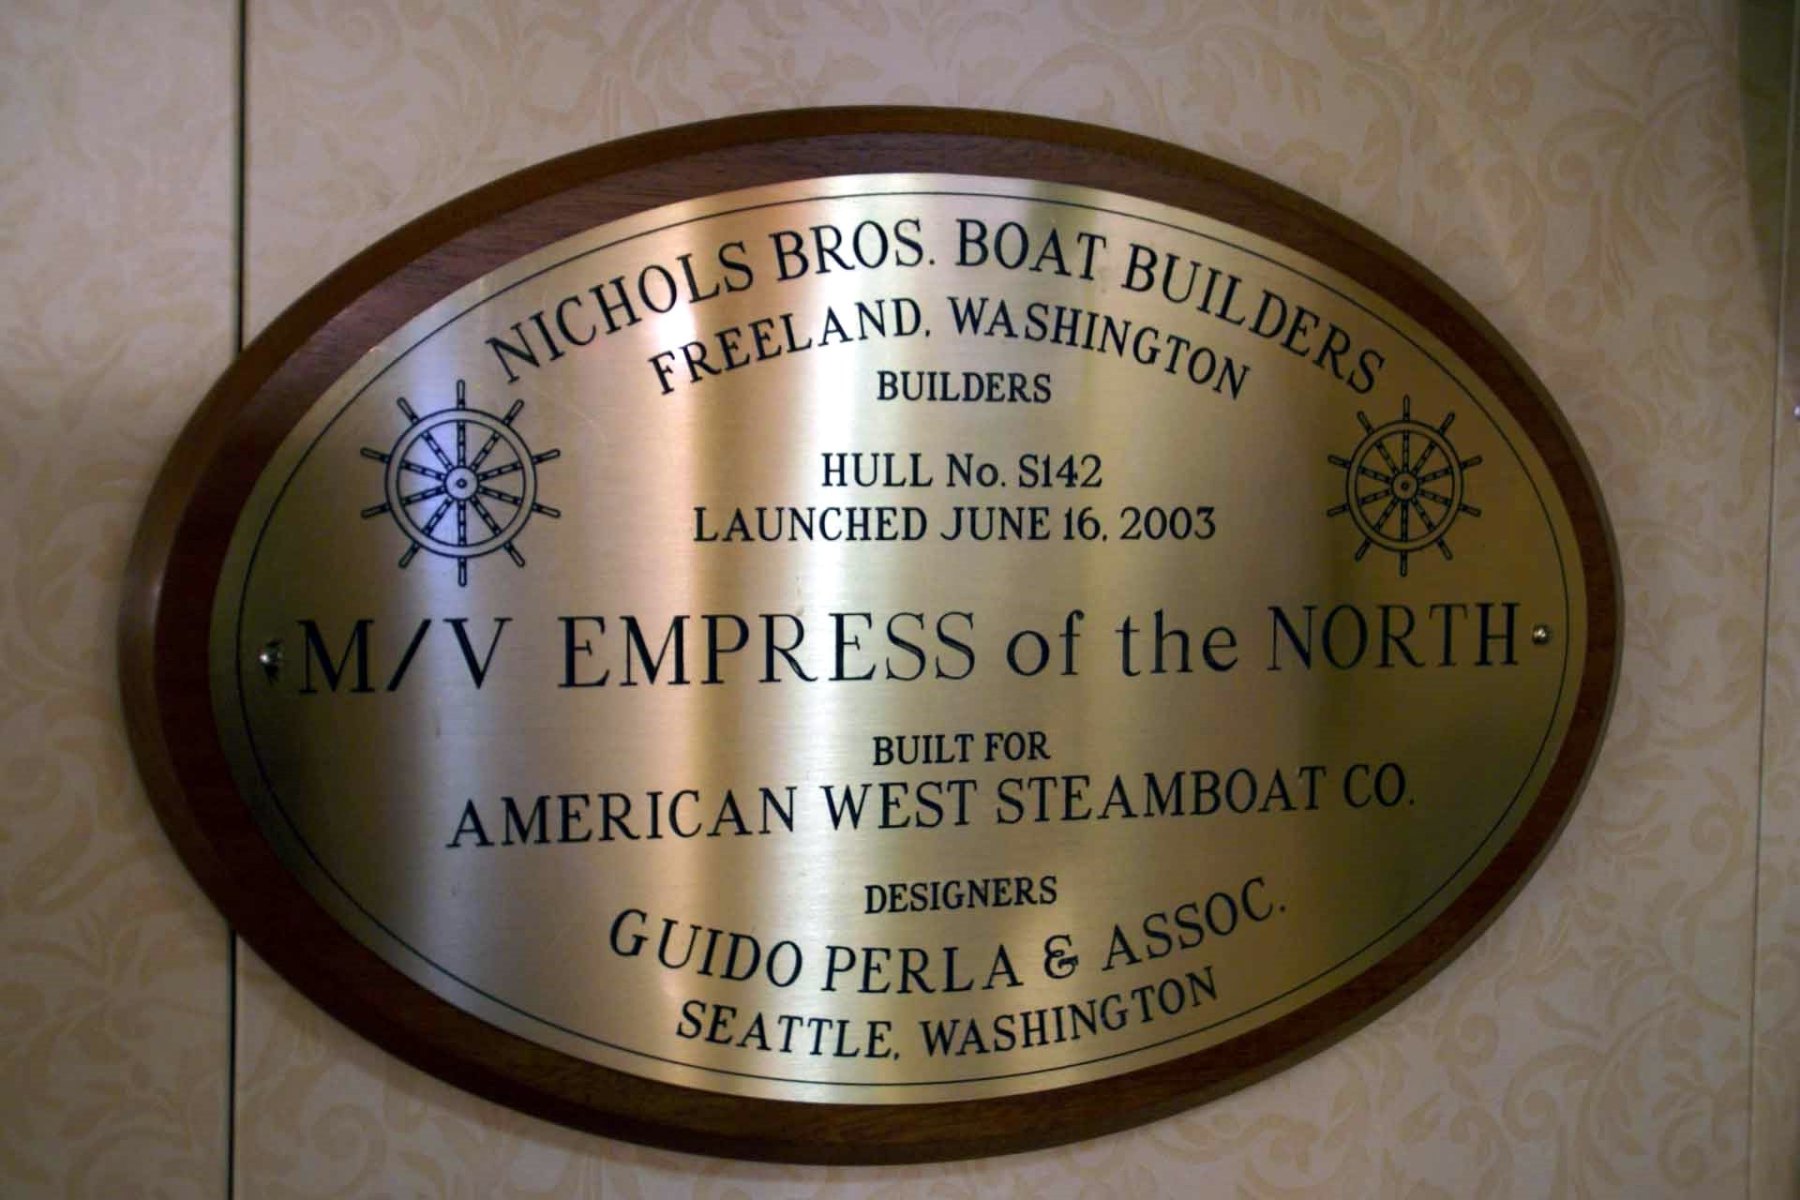 NICHOLS BROS. BOAT BUILDERS
FREELAND, WASHINGTON
BUILDERS
HULL No. S142
LAUNCHED JUNE 16, 2003
M/V EMPRESS of the NORTH
BUILT FOR
AMERICAN WEST STEAMBOAT CO.
DESIGNERS
GUIDO PERLA & ASSOC.
SEATTLE, WASHINGTON